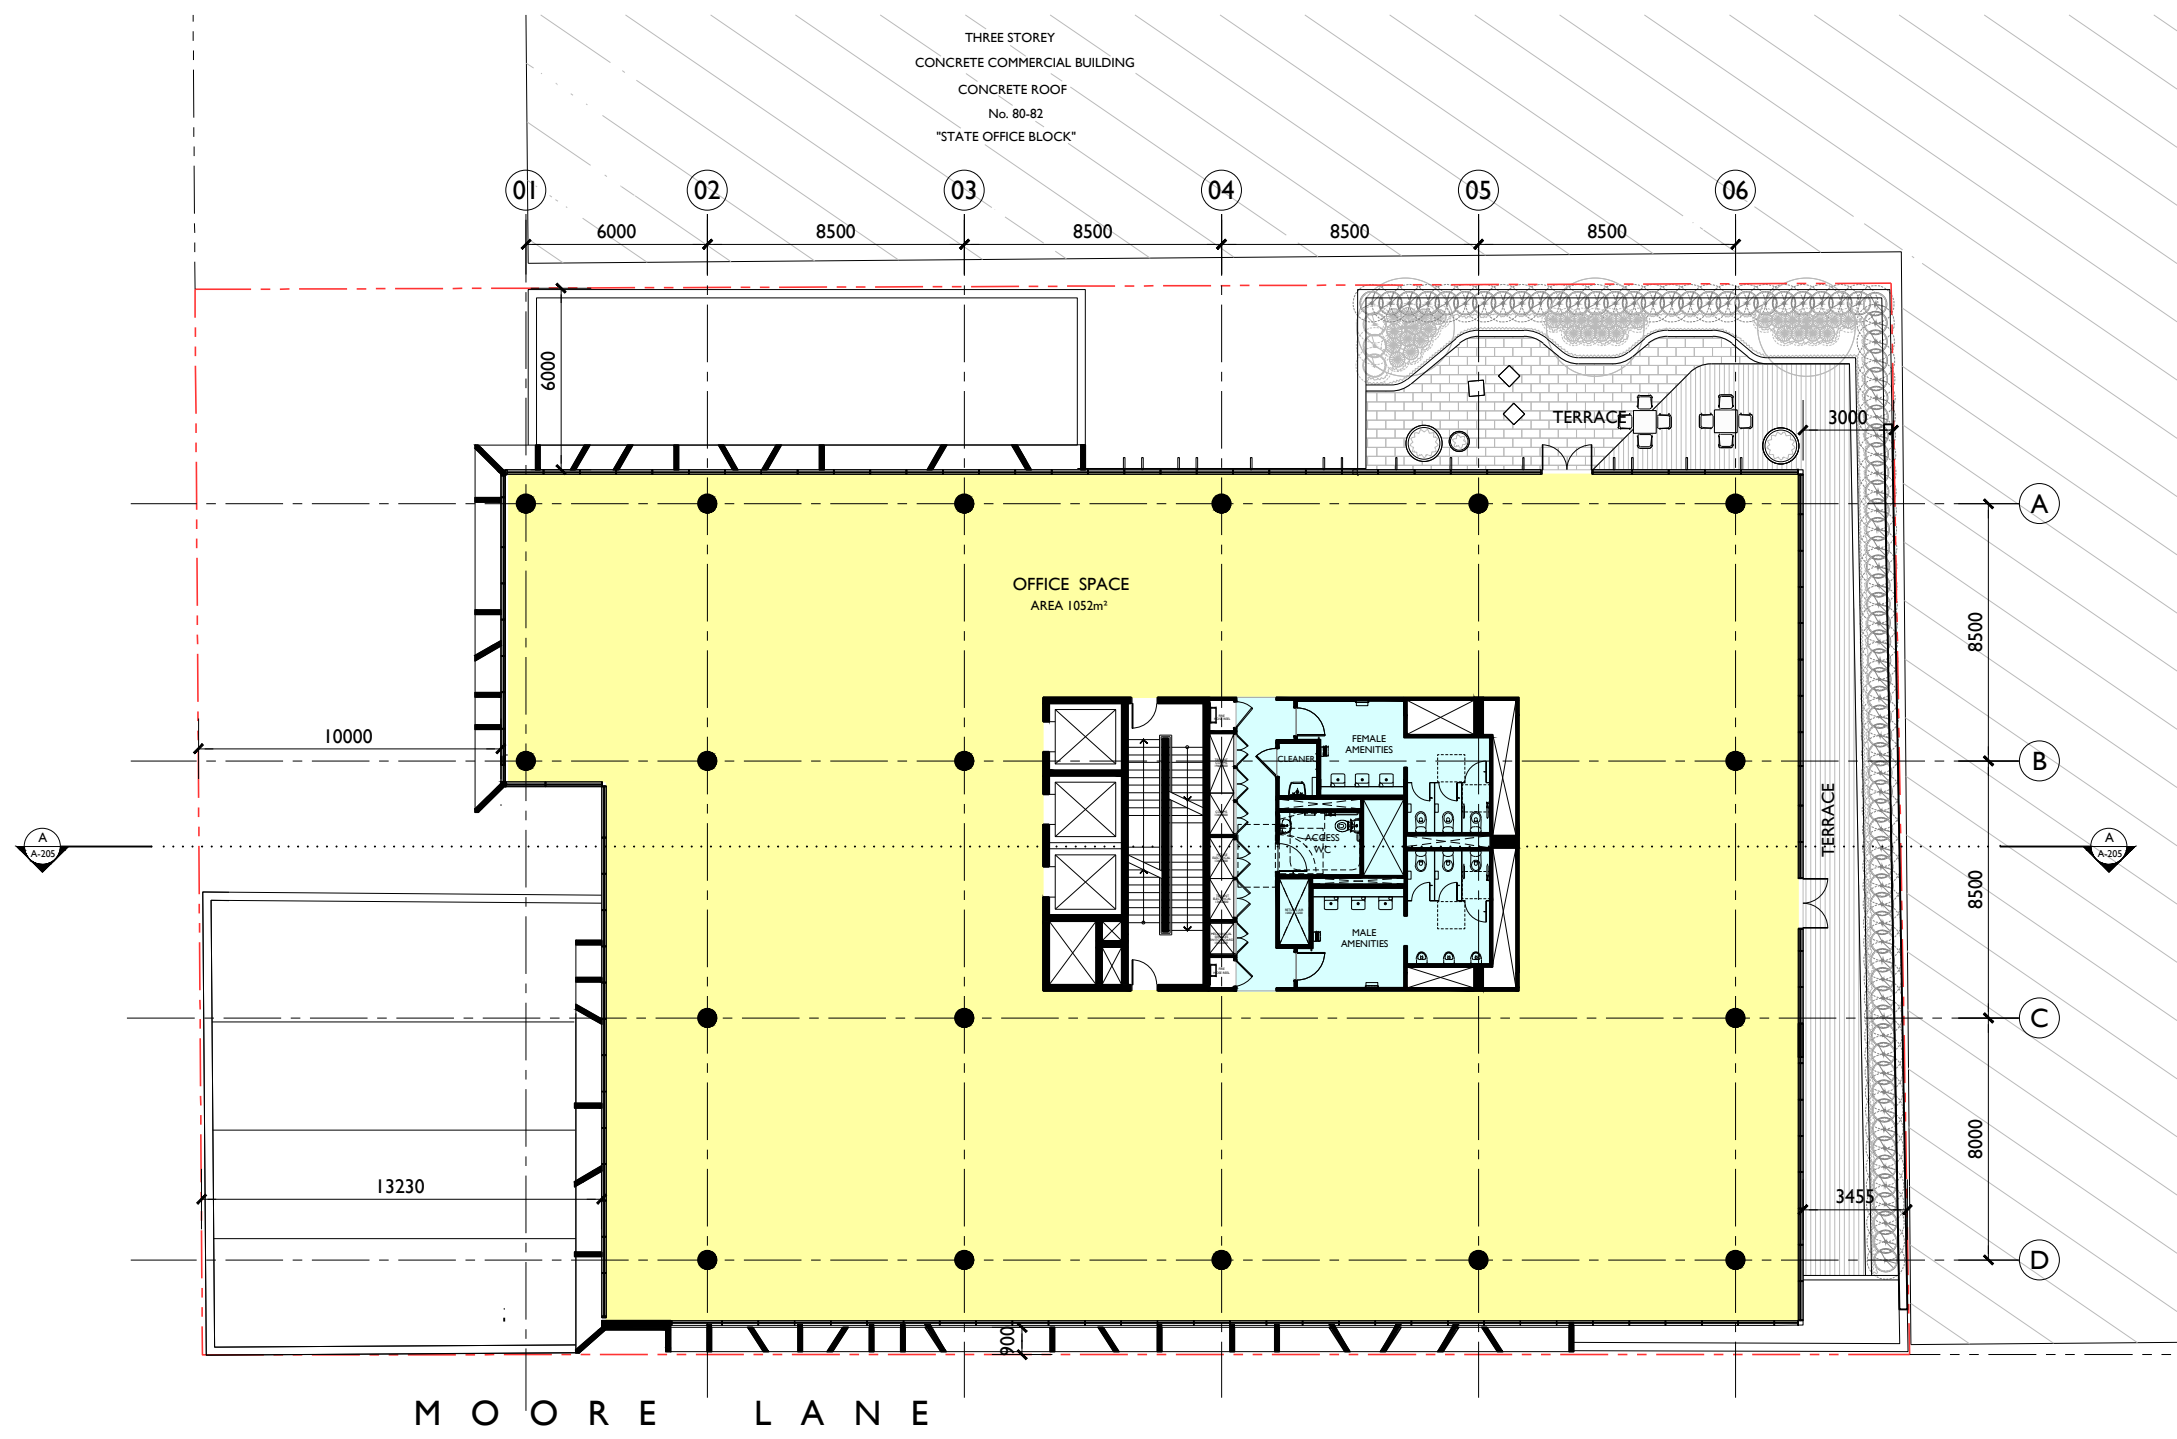 THREE STOREY
CONCRETE COMMERCIAL BUILDING
CONCRETE ROOF
No. 80-82
"STATE OFFICE BLOCK"
01 02 03 04 05 06
6000 8500 8500 8500 8500
6000
TERRACE
3000
A
OFFICE SPACE
AREA 1052m²
8500
10000
FEMALE
AMENITIES
CLEANER
B
TERRACE
ACCESS
WC
A
A-205
A
A-205
8500
MALE
AMENITIES
C
8000
13230
3455
D
900
MOORE LANE